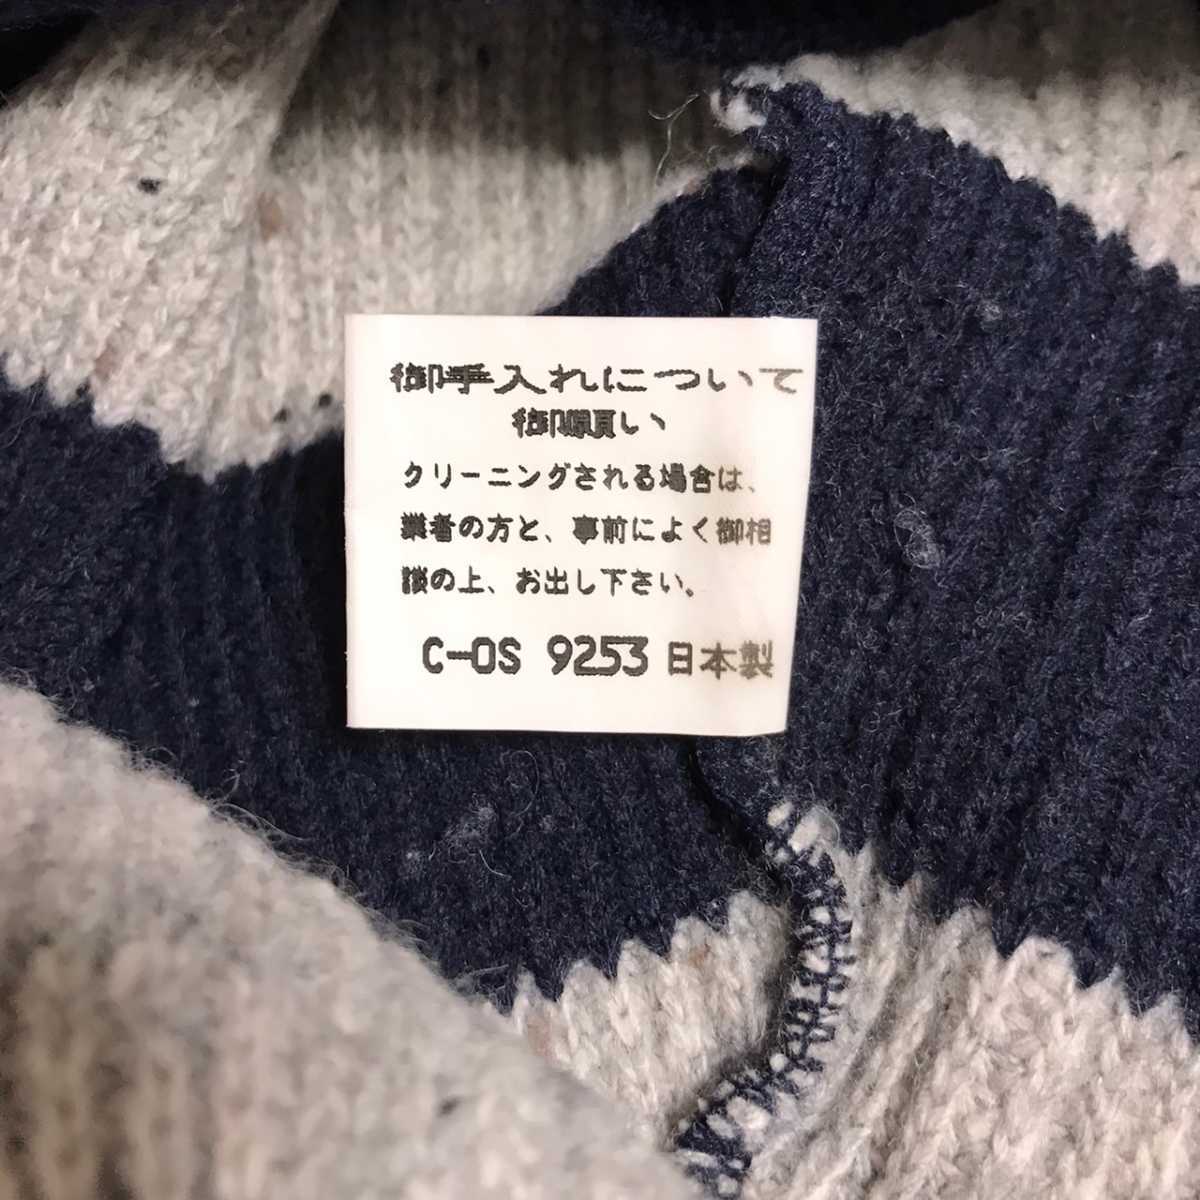 御手入れについて
御願い
クリーニングされる場合は、
業者の方と、事前によく御相
談の上、お出し下さい。
C-OS 9253 日本製